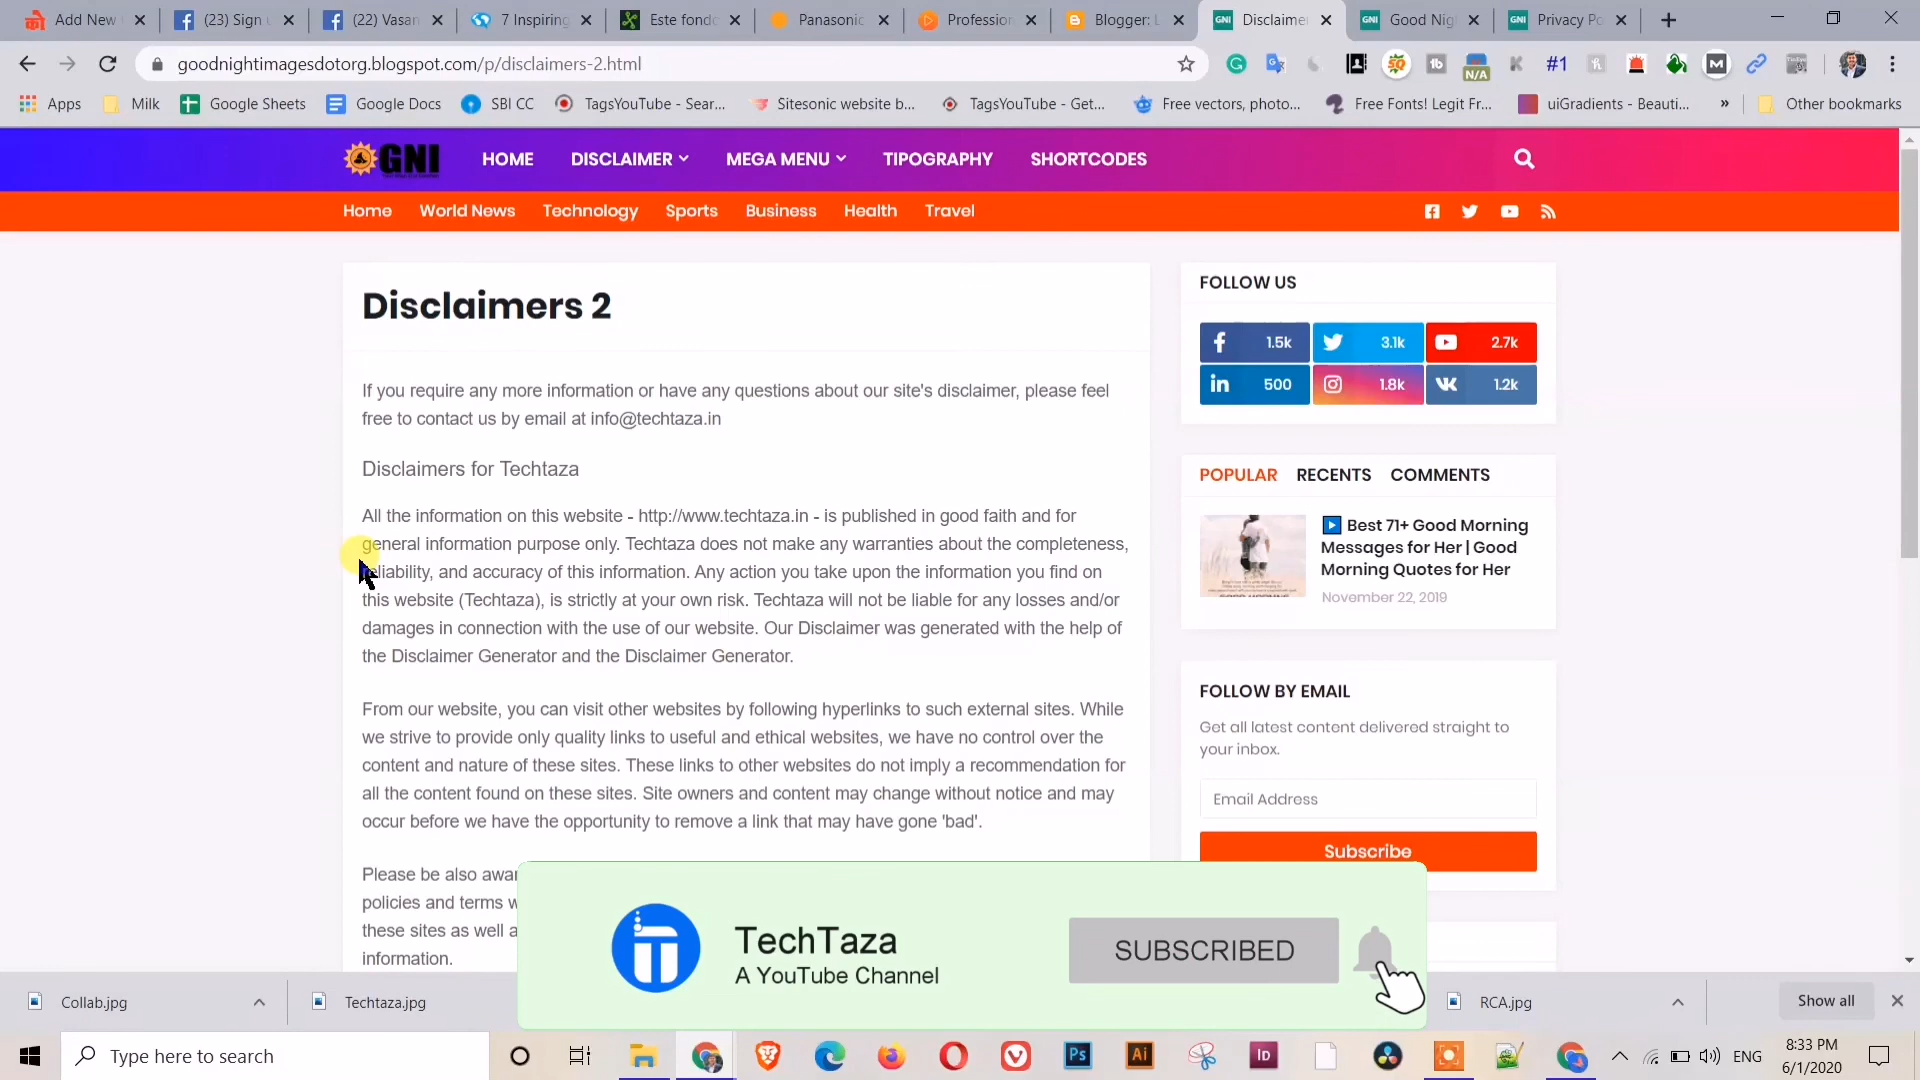 Add New
(23) Sign u
(22) Vasan
7 Inspiring
Este fondo
Panasonic
Profession
Blogger: L
GNI Disclaime
GNI Good Nig
GNI Privacy Po
goodnightimagesdotorg.blogspot.com/p/disclaimers-2.html
N/A
#1
Apps
Milk
Google Sheets
Google Docs
SBI CC
TagsYouTube - Sear...
Sitesonic website b...
TagsYouTube - Get...
Free vectors, photo...
Free Fonts! Legit Fr...
uiGradients - Beauti...
»
Other bookmarks
GNI
HOME
DISCLAIMER
MEGA MENU
TIPOGRAPHY
SHORTCODES
Home
World News
Technology
Sports
Business
Health
Travel
Disclaimers 2
If you require any more information or have any questions about our site's disclaimer, please feel
free to contact us by email at info@techtaza.in
Disclaimers for Techtaza
All the information on this website - http://www.techtaza.in - is published in good faith and for
general information purpose only. Techtaza does not make any warranties about the completeness,
reliability, and accuracy of this information. Any action you take upon the information you find on
this website (Techtaza), is strictly at your own risk. Techtaza will not be liable for any losses and/or
damages in connection with the use of our website. Our Disclaimer was generated with the help of
the Disclaimer Generator and the Disclaimer Generator.
From our website, you can visit other websites by following hyperlinks to such external sites. While
we strive to provide only quality links to useful and ethical websites, we have no control over the
content and nature of these sites. These links to other websites do not imply a recommendation for
all the content found on these sites. Site owners and content may change without notice and may
occur before we have the opportunity to remove a link that may have gone 'bad'.
Please be also awar
policies and terms w
these sites as well a
information.
FOLLOW US
1.5k
3.1k
2.7k
500
1.8k
1.2k
POPULAR RECENTS COMMENTS
Best 71+ Good Morning
Messages for Her | Good
Morning Quotes for Her
November 22, 2019
FOLLOW BY EMAIL
Get all latest content delivered straight to
your inbox.
Email Address
Subscribe
TechTaza
A YouTube Channel
SUBSCRIBED
Collab.jpg
Techtaza.jpg
RCA.jpg
Show all
Type here to search
Ps
Ai
ID
ENG
8:33 PM
6/1/2020